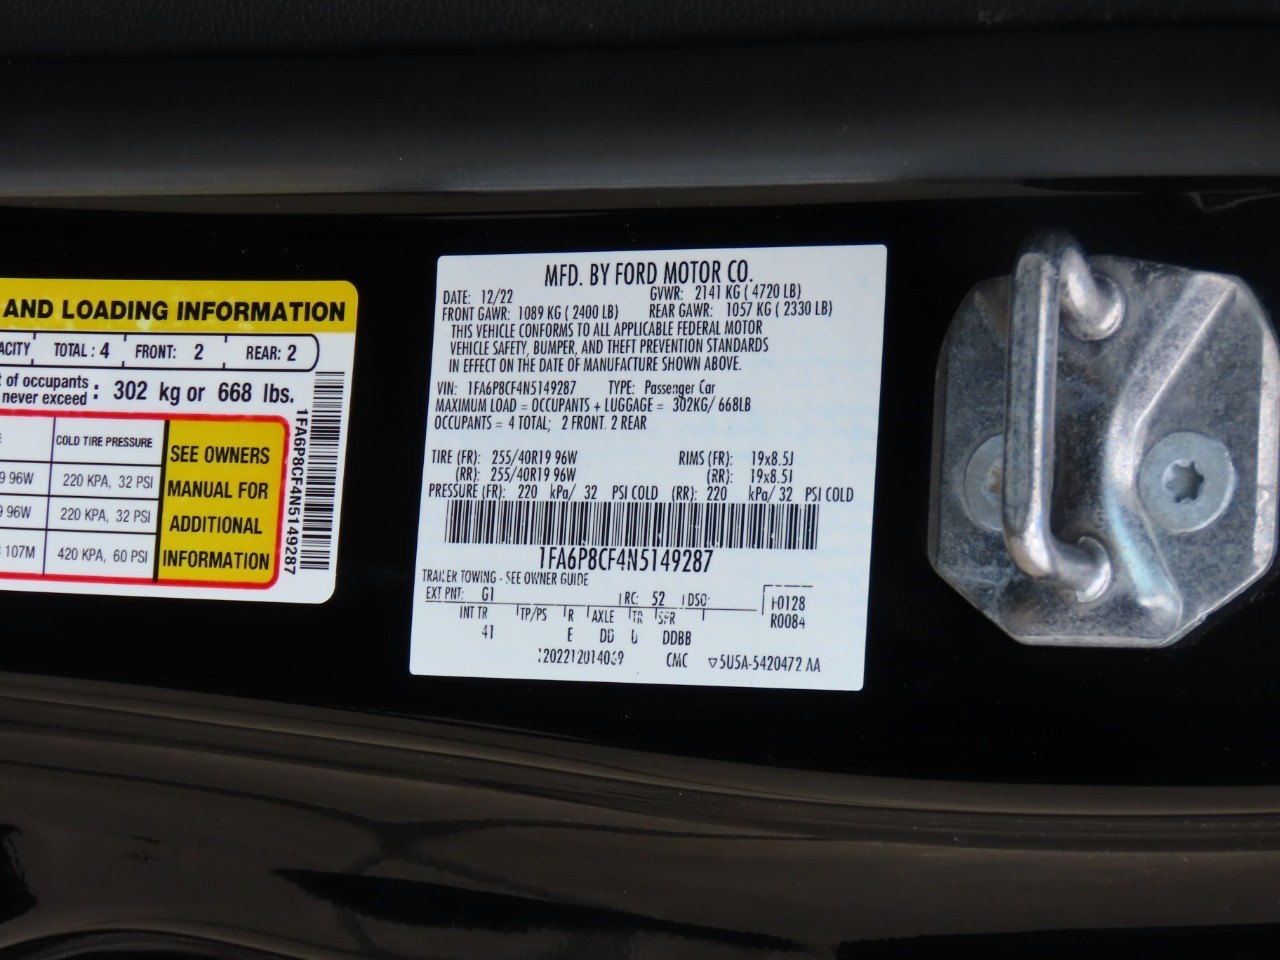 AND LOADING INFORMATION
TOTAL : 4 FRONT: 2 REAR: 2
of occupants
never exceed : 302 kg or 668 lbs.
COLD TIRE PRESSURE
96W 220 KPA, 32 PSI
96W 220 KPA, 32 PSI
107M 420 KPA, 60 PSI
SEE OWNERS
MANUAL FOR
ADDITIONAL
INFORMATION
1FA6P8CF4N5149287
MFD. BY FORD MOTOR CO.
DATE: 12/22 GVWR: 2141 KG ( 4720 LB)
FRONT GAWR: 1089 KG ( 2400 LB) REAR GAWR: 1057 KG ( 2330 LB)
THIS VEHICLE CONFORMS TO ALL APPLICABLE FEDERAL MOTOR
VEHICLE SAFETY, BUMPER, AND THEFT PREVENTION STANDARDS
IN EFFECT ON THE DATE OF MANUFACTURE SHOWN ABOVE.
VIN: 1FA6P8CF4N5149287 TYPE: Passenger Car
MAXIMUM LOAD = OCCUPANTS + LUGGAGE = 302KG/ 668LB
OCCUPANTS = 4 TOTAL; 2 FRONT. 2 REAR
TIRE (FR): 255/40R19 96W RIMS (FR): 19x8.5J
(RR): 255/40R19 96W (RR): 19x8.5J
PRESSURE (FR): 220 kPa/ 32 PSI COLD (RR): 220 kPa/ 32 PSI COLD
1FA6P8CF4N5149287
TRAILER TOWING - SEE OWNER GUIDE
EXT PNT: G1 RC: 52 DSO: F0128
INT TR TP/PS R AXLE TR SPR R0084
41 E DD U DDBB
CMC 5U5A-5420472 AA